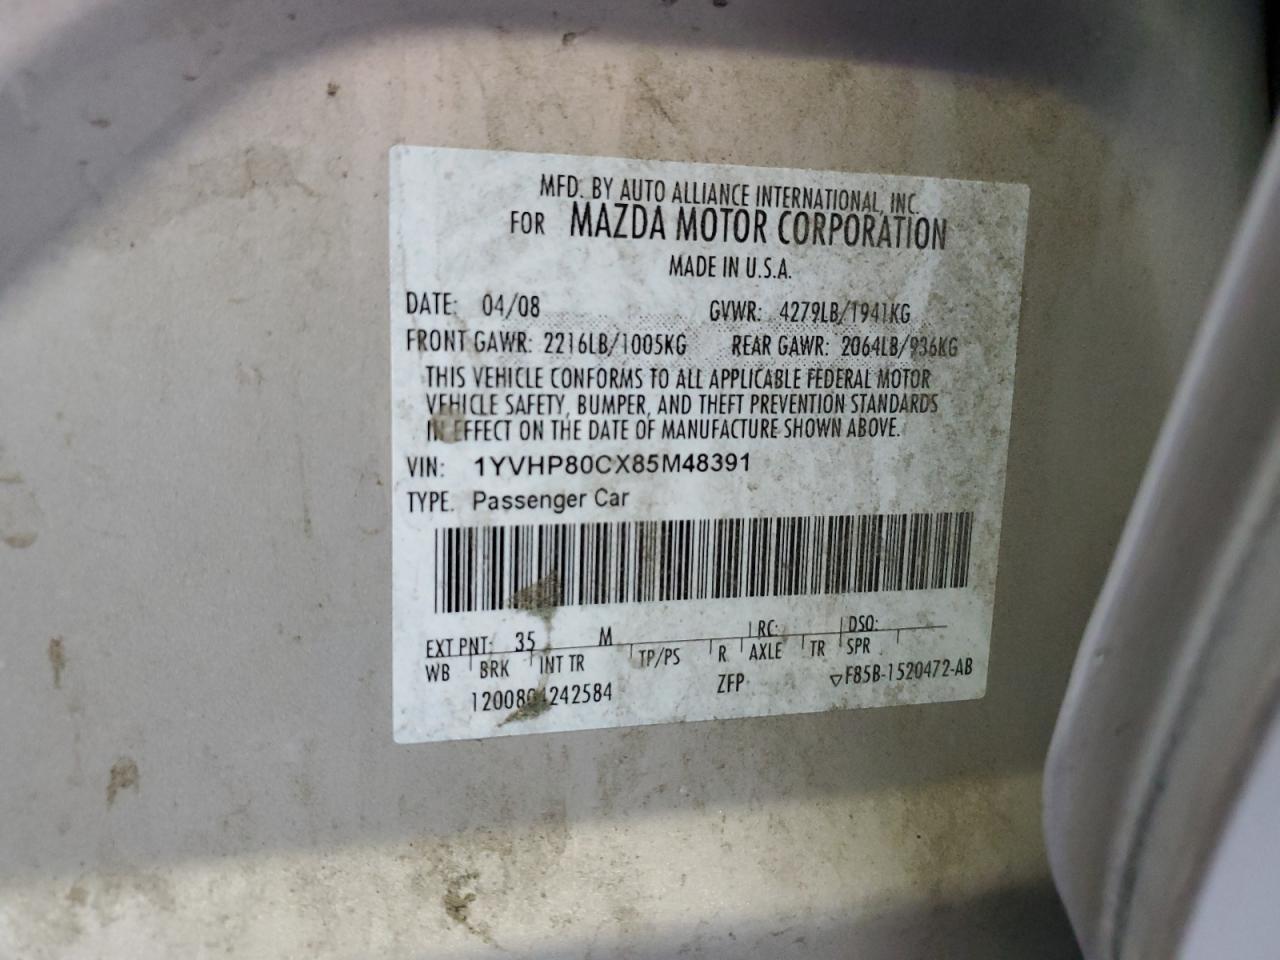 MFD. BY AUTO ALLIANCE INTERNATIONAL, INC.
FOR MAZDA MOTOR CORPORATION
MADE IN U.S.A.
DATE: 04/08 GVWR: 4279LB/1941KG
FRONT GAWR: 2216LB/1005KG REAR GAWR: 2064LB/936KG
THIS VEHICLE CONFORMS TO ALL APPLICABLE FEDERAL MOTOR
VEHICLE SAFETY, BUMPER, AND THEFT PREVENTION STANDARDS
IN EFFECT ON THE DATE OF MANUFACTURE SHOWN ABOVE.
VIN: 1YVHP80CX85M48391
TYPE. Passenger Car
EXT PNT: 35 M RC: DSO:
WB BRK INT TR TP/PS R AXLE TR SPR
ZFP ▽F85B-1520472-AB